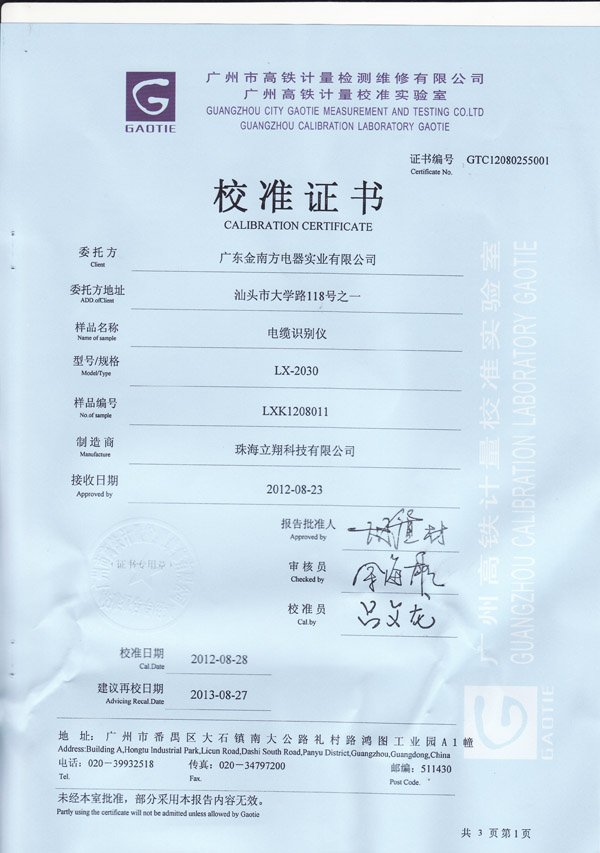 广州市高铁计量检测维修有限公司
广州高铁计量校准实验室
GUANGZHOU CITY GAOTIE MEASUREMENT AND TESTING CO.LTD
GUANGZHOU CALIBRATION LABORATORY GAOTIE
GAOTIE
证书编号 GTC12080255001
Certificate No.
校准证书
CALIBRATION CERTIFICATE
委托方 广东金南方电器实业有限公司
Client
委托方地址 汕头市大学路118号之一
ADD.ofClient
样品名称 电缆识别仪
Name of sample
型号/规格 LX-2030
Model/Type
样品编号 LXK1208011
No.of sample
制造商 珠海立翔科技有限公司
Manufacture
接收日期 2012-08-23
Approved by
报告批准人
Approved by
审核员
Checked by
校准员
Cal.by
证书专用章
校准日期 2012-08-28
Cal.Date
建议再校日期 2013-08-27
Advicing Recal.Date
广州高铁计量校准实验室
GUANGZHOU CALIBRATION LABORATORY GAOTIE
GAOTIE
地址: 广州市番禺区大石镇南大公路礼村路鸿图工业园A1幢
Address:Building A,Hongtu Industrial Park,Licun Road,Dashi South Road,Panyu District,Guangzhou,Guangdong,China
电话: 020-39932518 传真: 020-34797200 邮编: 511430
Tel. Fax. Post Code.
未经本室批准, 部分采用本报告内容无效。
Partly using the certificate will not be admitted unless allowed by Gaotie
共 3 页第1页